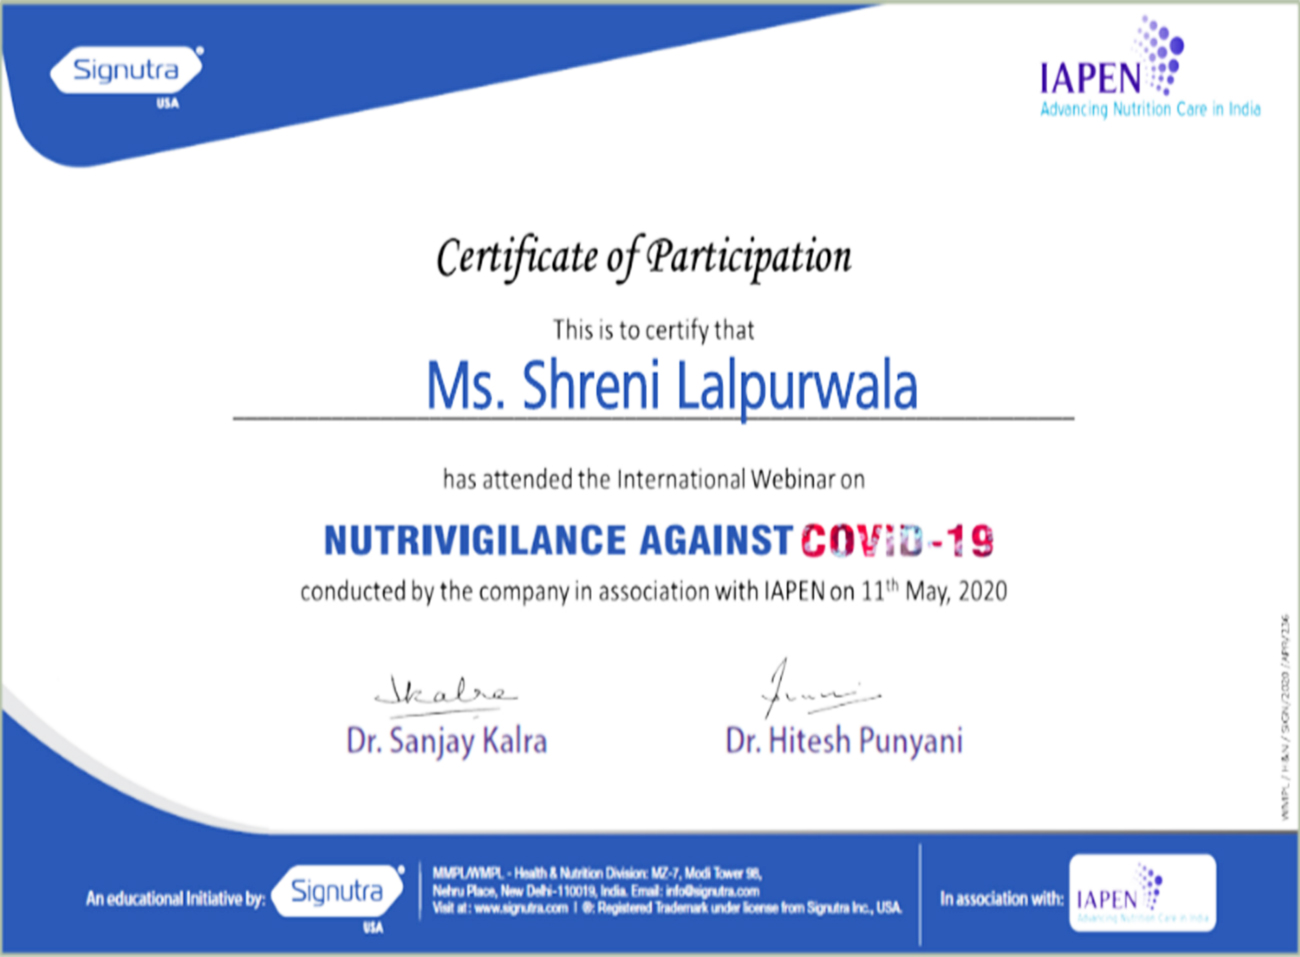 Signutra
USA
IAPEN
Advancing Nutrition Care in India
Certificate of Participation
This is to certify that
Ms. Shreni Lalpurwala
has attended the International Webinar on
NUTRIVIGILANCE AGAINST COVID-19
conducted by the company in association with IAPEN on 11th May, 2020
Skalra
Dr. Sanjay Kalra
Dr. Hitesh Punyani
WMPL / H&N / SIGN/2020 /APR/236
An educational Initiative by:
Signutra
USA
MMPL/WMPL - Health & Nutrition Division: MZ-7, Modi Tower 98,
Nehru Place, New Delhi-110019, India. Email: info@signutra.com
Visit at: www.signutra.com | ®: Registered Trademark under license from Signutra Inc., USA.
In association with:
IAPEN
Advancing Nutrition Care in India